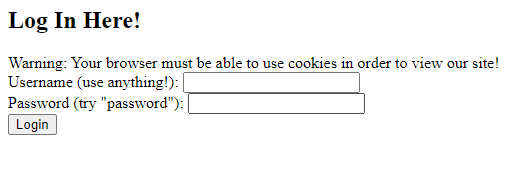 Log In Here!
Warning: Your browser must be able to use cookies in order to view our site!
Username (use anything!):
Password (try "password"):
Login